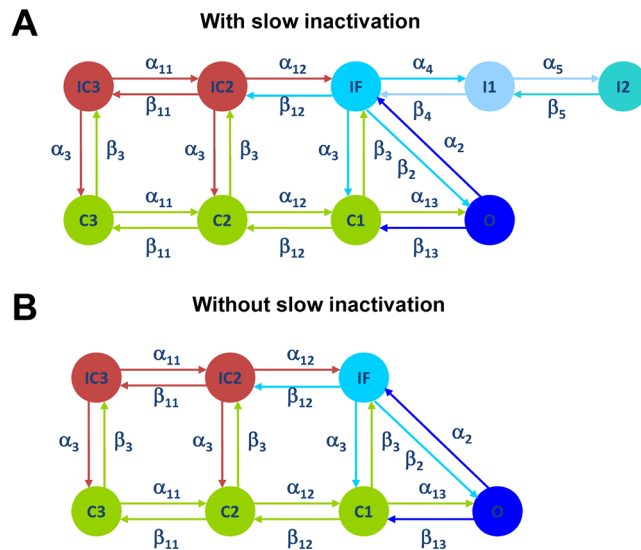 A
With slow inactivation
α11 α12 α4 α5
IC3 IC2 IF I1 I2
β11 β12 β4 β5
α3 β3 α3 β3 α3 β3 β2 α2
α11 α12 α13
C3 C2 C1 O
β11 β12 β13
B
Without slow inactivation
α11 α12
IC3 IC2 IF
β11 β12
α3 β3 α3 β3 α3 β3 β2 α2
α11 α12 α13
C3 C2 C1 O
β11 β12 β13